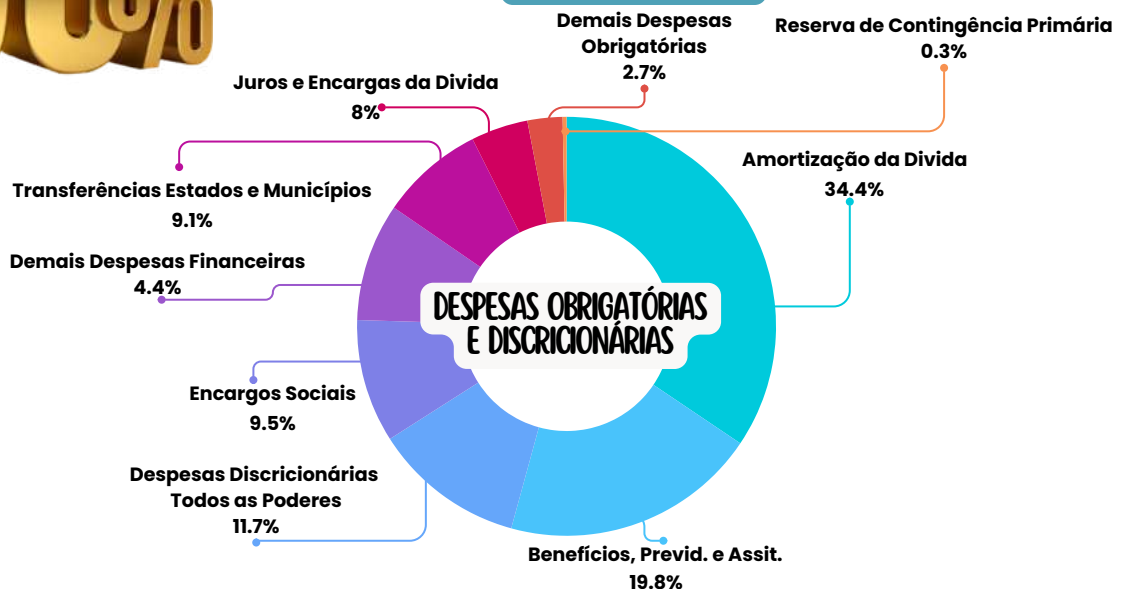 0%
Demais Despesas
Obrigatórias
2.7%
Reserva de Contingência Primária
0.3%
Juros e Encargas da Divida
8%
Amortização da Divida
34.4%
Transferências Estados e Municípios
9.1%
Demais Despesas Financeiras
4.4%
DESPESAS OBRIGATÓRIAS
E DISCRICIONÁRIAS
Encargos Sociais
9.5%
Despesas Discricionárias
Todos as Poderes
11.7%
Benefícios, Previd. e Assit.
19.8%